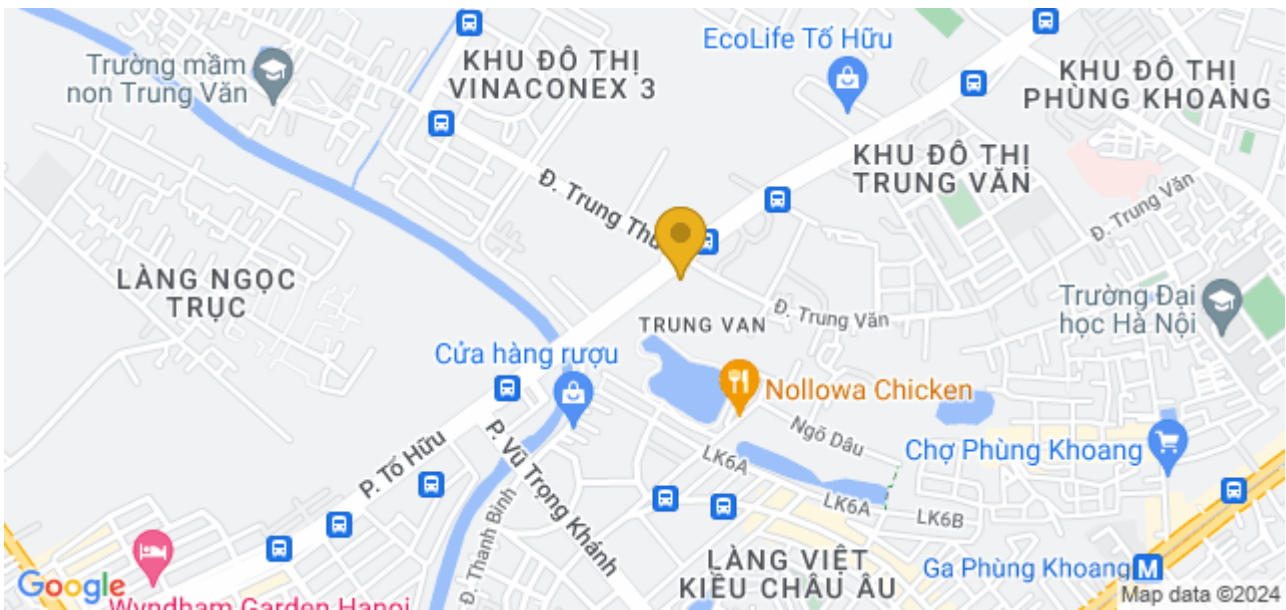 Trường mầm
non Trung Văn
KHU ĐÔ THỊ
VINACONEX 3
EcoLife Tố Hữu
KHU ĐÔ THỊ
PHÙNG KHOANG
KHU ĐÔ THỊ
TRUNG VĂN
Đ. Trung Văn
Đ. Trung Thư
LÀNG NGỌC
TRỤC
TRUNG VAN
Đ. Trung Văn
Trường Đại
học Hà Nội
Cửa hàng rượu
Nollowa Chicken
Ngõ Dâu
Chợ Phùng Khoang
P. Tố Hữu
P. Vũ Trọng Khánh
LK6A
LK6A
LK6B
Đ. Thanh Bình
LÀNG VIỆT
KIỀU CHÂU ÂU
Ga Phùng Khoang
M
Google
Wyndham Garden Hanoi
Map data ©2024